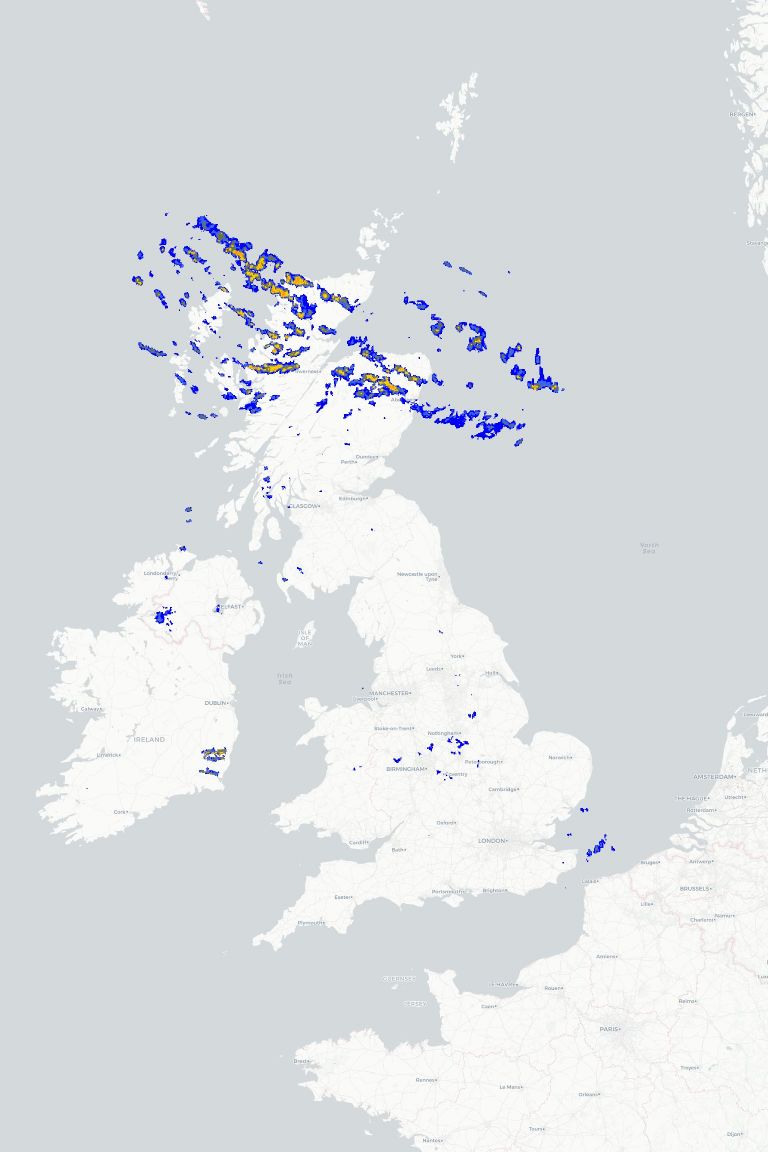 BERGEN
Stavange
Inverness
Dundee
Perth
Edinburgh
GLASGOW
North
Sea
Newcastle upon
Tyne
BELFAST
ISLE
OF
MAN
York
Leeds
Hull
Irish
Sea
MANCHESTER
Liverpool
DUBLIN
Galway
IRELAND
Limerick
Cork
Stoke-on-Trent
Nottingham
Peterborough
Norwich
BIRMINGHAM
Coventry
Cambridge
Leeuward
AMSTERDAM
NETH
THE HAGUE
Utrecht
Rotterdam
Oxford
LONDON
Cardiff
Bath
Bruges
Antwerp
BRUSSELS
Calais
Portsmouth
Brighton
Exeter
Lille
Charleroi
Namur
Plymouth
Amiens
GUERNSEY
LE HAVRE
Rouen
JERSEY
Caen
Reims
Luxe
PARIS
Brest
Troyes
Rennes
Le Mans
Orléans
Tours
Dijon
Nantes